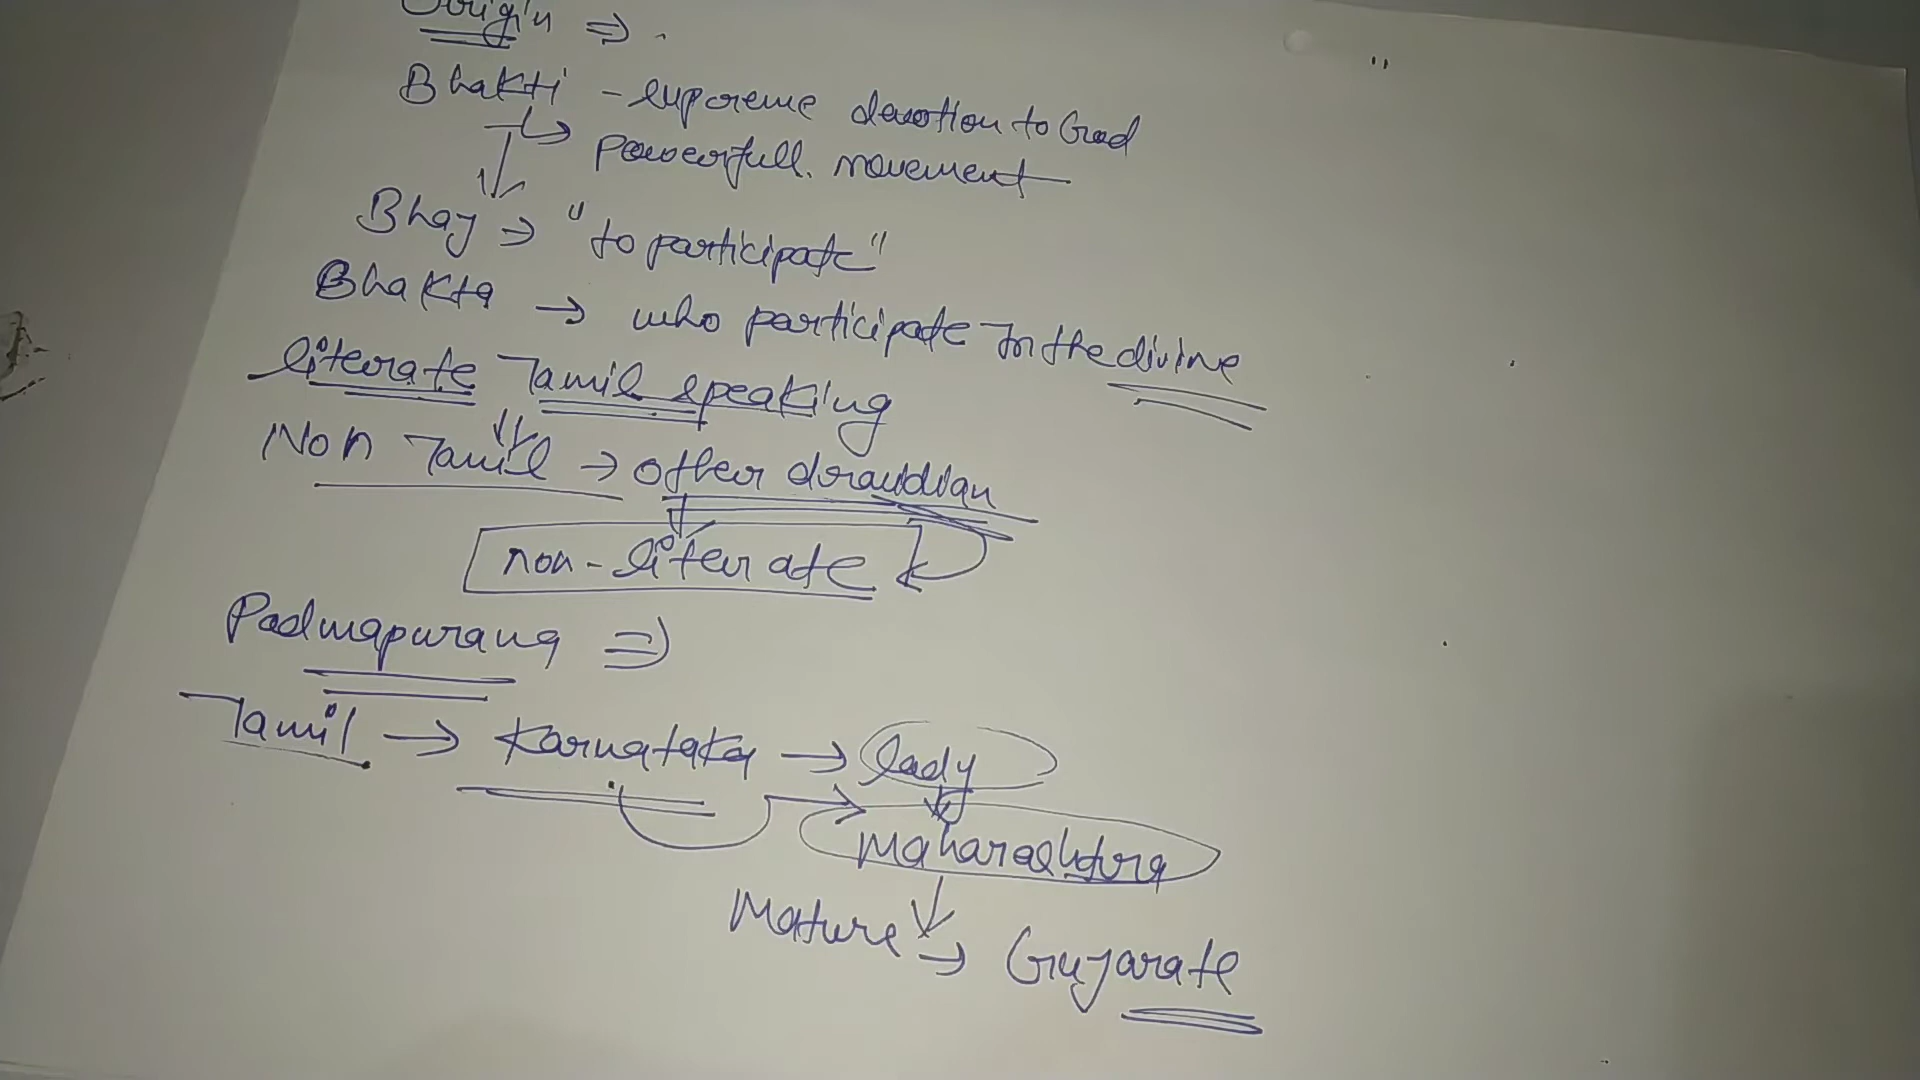 Origin ⇒
Bhakti - supreme devotion to God
↳ Powerfull. movement
Bhaj ⇒ "to participate"
Bhakta → who participate In the divine
literate Tamil speaking
Non Tamil → other dravidian
non-literate
Padmapurana ⇒
Tamil → Karnataka → lady
Maharashtra
Mature → Gujarate